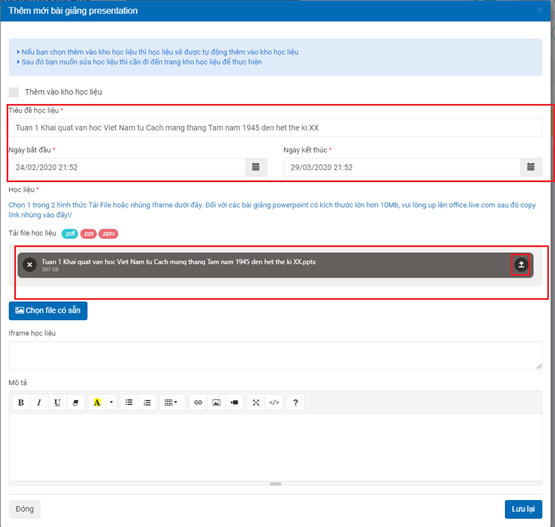 Thêm mới bài giảng presentation
Nếu bạn chọn thêm vào kho học liệu thì học liệu sẽ được tự động thêm vào kho học liệu
Sau đó bạn muốn sửa học liệu thì cần đi đến trang kho học liệu để thực hiện
Thêm vào kho học liệu
Tiêu đề học liệu *
Tuan 1 Khai quat van hoc Viet Nam tu Cach mang thang Tam nam 1945 den het the ki XX
Ngày bắt đầu * Ngày kết thúc *
24/02/2020 21:52 29/03/2020 21:52
Học liệu *
Chọn 1 trong 2 hình thức Tải File hoặc nhúng Iframe dưới đây. Đối với các bài giảng powerpoint có kích thước lớn hơn 10Mb, vui lòng up lên office.live.com sau đó copy
link nhúng vào đây!/
Tải file học liệu .pdf .ppt .pptx
Tuan 1 Khai quat van hoc Viet Nam tu Cach mang thang Tam nam 1945 den het the ki XX.pptx
387 KB
Chọn file có sẵn
Iframe học liệu
Mô tả
B I U A </> ?
Đóng Lưu lại